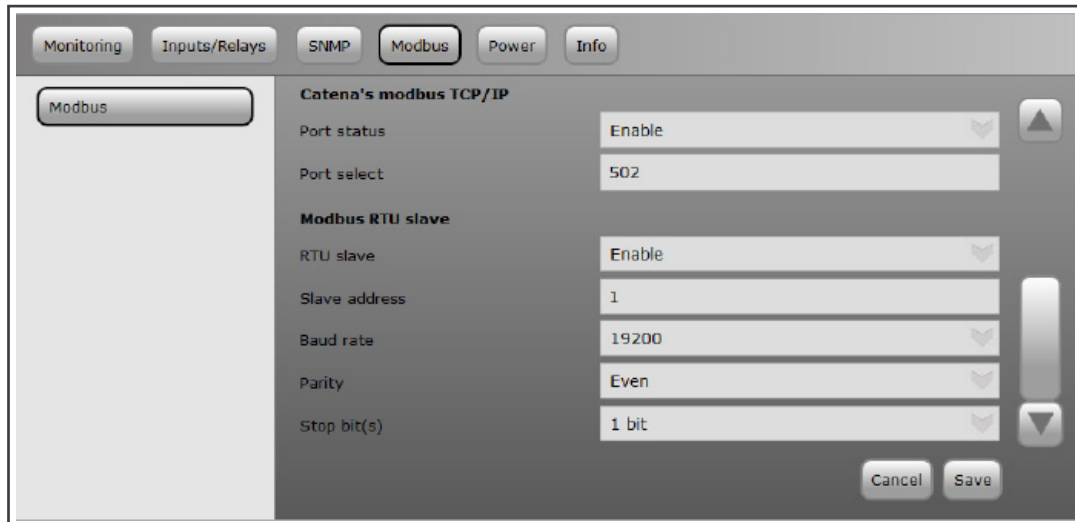 Monitoring Inputs/Relays SNMP Modbus Power Info
Modbus
Catena's modbus TCP/IP
Port status Enable
Port select 502
Modbus RTU slave
RTU slave Enable
Slave address 1
Baud rate 19200
Parity Even
Stop bit(s) 1 bit
Cancel Save